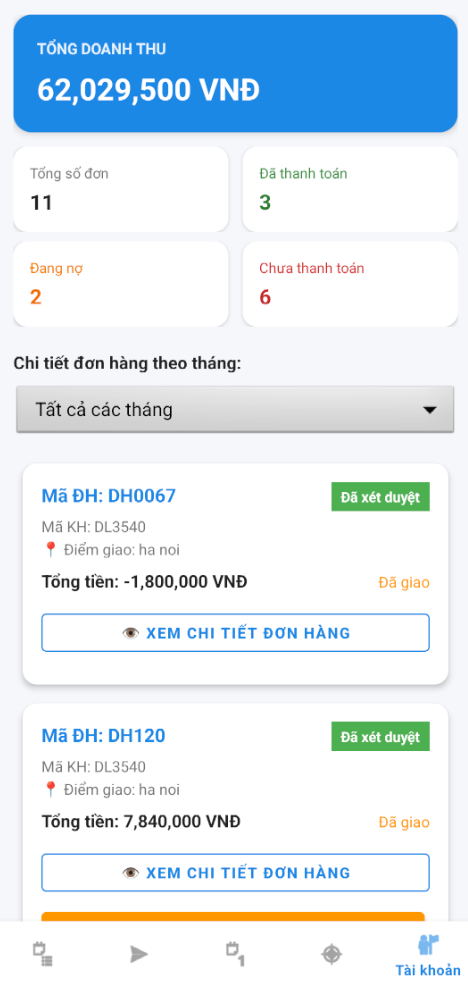 TỔNG DOANH THU
62,029,500 VNĐ
Tổng số đơn
11
Đã thanh toán
3
Đang nợ
2
Chưa thanh toán
6
Chi tiết đơn hàng theo tháng:
Tất cả các tháng
Mã ĐH: DH0067
Đã xét duyệt
Mã KH: DL3540
📍 Điểm giao: ha noi
Tổng tiền: -1,800,000 VNĐ
Đã giao
👁️ XEM CHI TIẾT ĐƠN HÀNG
Mã ĐH: DH120
Đã xét duyệt
Mã KH: DL3540
📍 Điểm giao: ha noi
Tổng tiền: 7,840,000 VNĐ
Đã giao
👁️ XEM CHI TIẾT ĐƠN HÀNG
1
Tài khoản